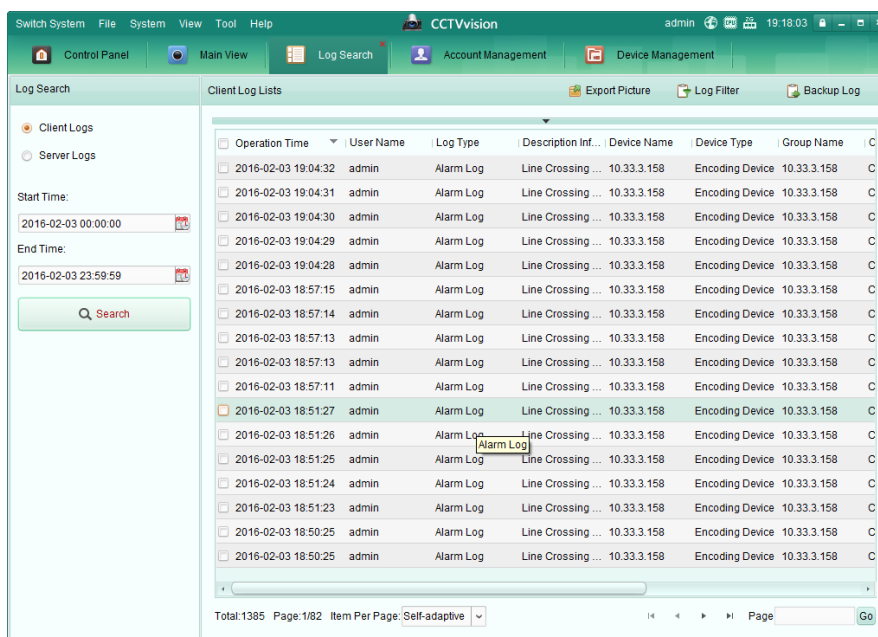 Switch System File System View Tool Help CCTVvision admin 19:18:03
Control Panel Main View Log Search Account Management Device Management
Log Search
Client Logs
Server Logs
Start Time:
2016-02-03 00:00:00
End Time:
2016-02-03 23:59:59
Search
Client Log Lists Export Picture Log Filter Backup Log
Operation Time User Name Log Type Description Inf... Device Name Device Type Group Name C
2016-02-03 19:04:32 admin Alarm Log Line Crossing ... 10.33.3.158 Encoding Device 10.33.3.158 C
2016-02-03 19:04:31 admin Alarm Log Line Crossing ... 10.33.3.158 Encoding Device 10.33.3.158 C
2016-02-03 19:04:30 admin Alarm Log Line Crossing ... 10.33.3.158 Encoding Device 10.33.3.158 C
2016-02-03 19:04:29 admin Alarm Log Line Crossing ... 10.33.3.158 Encoding Device 10.33.3.158 C
2016-02-03 19:04:28 admin Alarm Log Line Crossing ... 10.33.3.158 Encoding Device 10.33.3.158 C
2016-02-03 18:57:15 admin Alarm Log Line Crossing ... 10.33.3.158 Encoding Device 10.33.3.158 C
2016-02-03 18:57:14 admin Alarm Log Line Crossing ... 10.33.3.158 Encoding Device 10.33.3.158 C
2016-02-03 18:57:13 admin Alarm Log Line Crossing ... 10.33.3.158 Encoding Device 10.33.3.158 C
2016-02-03 18:57:13 admin Alarm Log Line Crossing ... 10.33.3.158 Encoding Device 10.33.3.158 C
2016-02-03 18:57:11 admin Alarm Log Line Crossing ... 10.33.3.158 Encoding Device 10.33.3.158 C
2016-02-03 18:51:27 admin Alarm Log Line Crossing ... 10.33.3.158 Encoding Device 10.33.3.158 C
2016-02-03 18:51:26 admin Alarm Log Line Crossing ... 10.33.3.158 Encoding Device 10.33.3.158 C
Alarm Log
2016-02-03 18:51:25 admin Alarm Log Line Crossing ... 10.33.3.158 Encoding Device 10.33.3.158 C
2016-02-03 18:51:24 admin Alarm Log Line Crossing ... 10.33.3.158 Encoding Device 10.33.3.158 C
2016-02-03 18:51:23 admin Alarm Log Line Crossing ... 10.33.3.158 Encoding Device 10.33.3.158 C
2016-02-03 18:50:25 admin Alarm Log Line Crossing ... 10.33.3.158 Encoding Device 10.33.3.158 C
2016-02-03 18:50:25 admin Alarm Log Line Crossing ... 10.33.3.158 Encoding Device 10.33.3.158 C
Total:1385 Page:1/82 Item Per Page: Self-adaptive Page Go